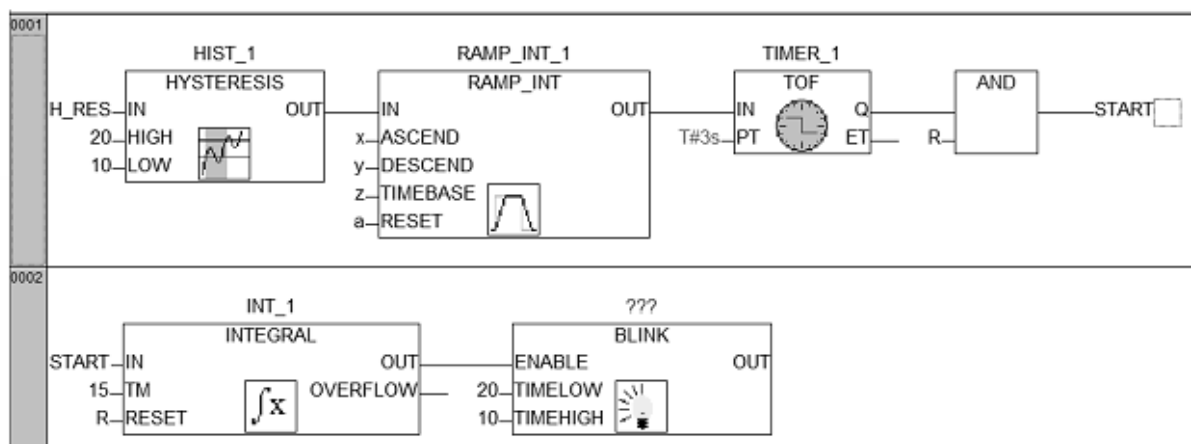 0001
HIST_1 RAMP_INT_1 TIMER_1
HYSTERESIS RAMP_INT TOF AND
H_RES IN OUT IN OUT IN Q START
20 HIGH x ASCEND T#3s PT ET R
10 LOW y DESCEND
z TIMEBASE
a RESET
0002
INT_1 ???
INTEGRAL BLINK
START IN OUT ENABLE OUT
15 TM OVERFLOW 20 TIMELOW
R RESET ∫x 10 TIMEHIGH